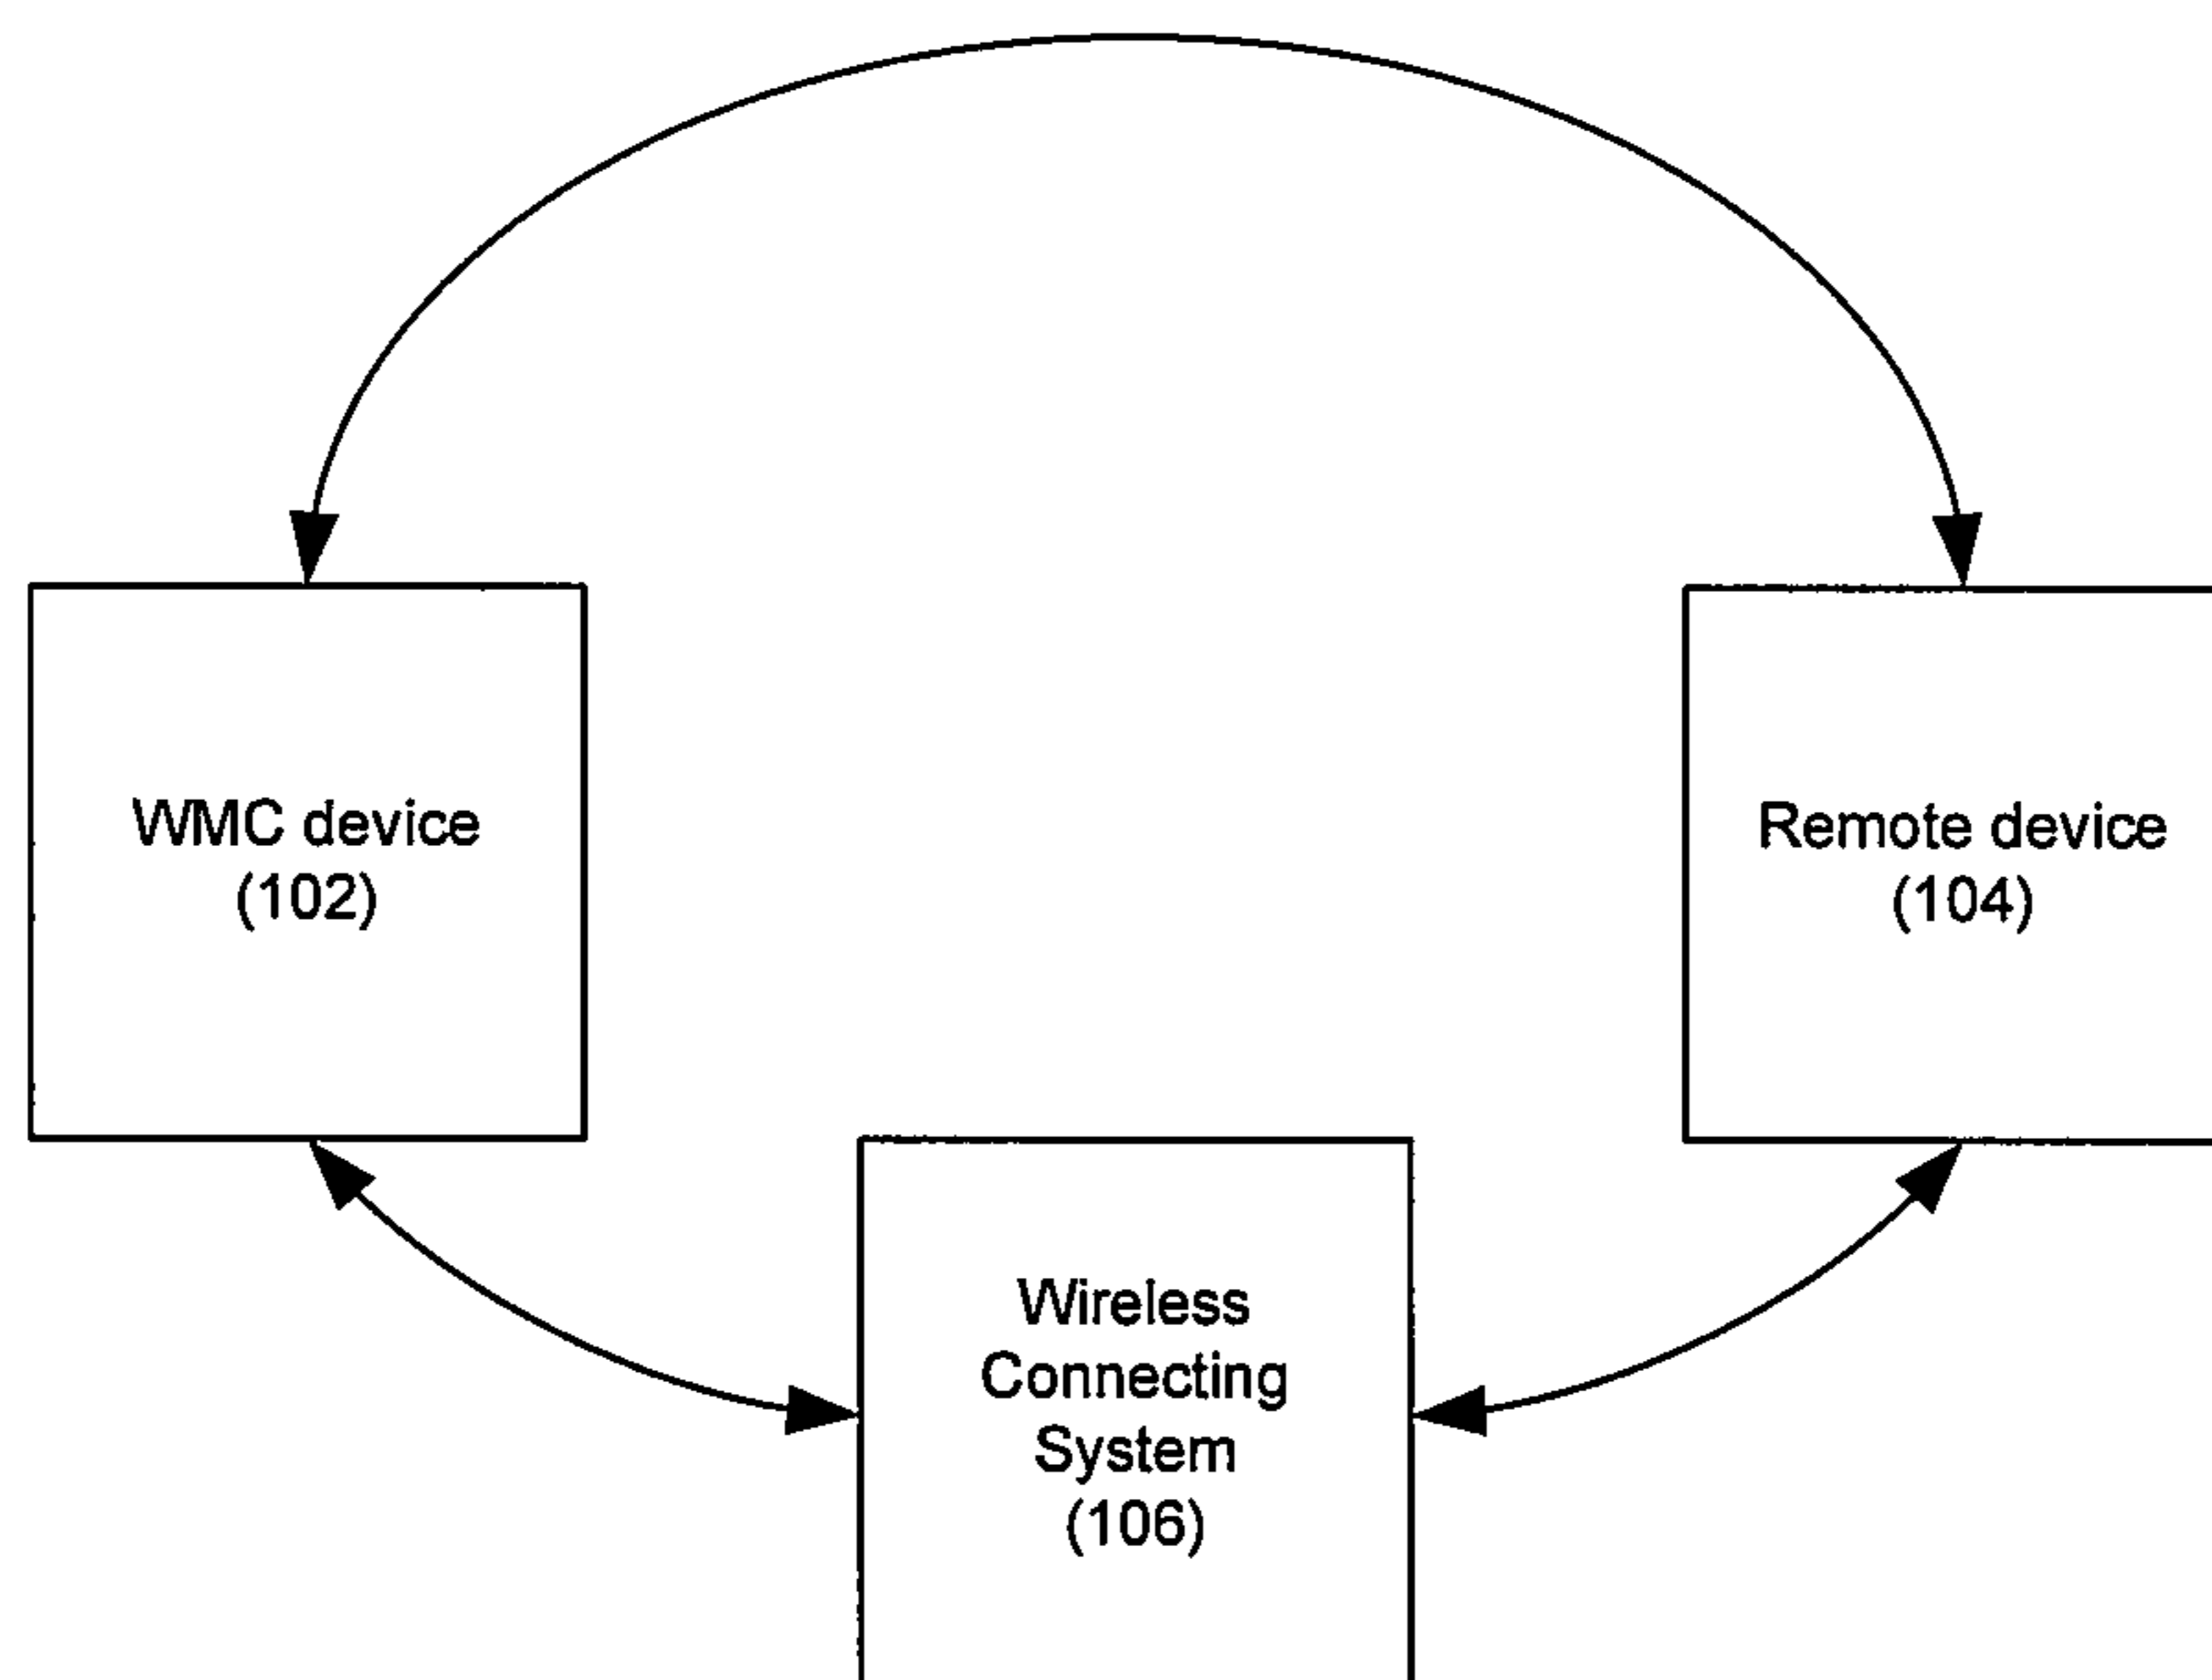 WMC device
(102)
Remote device
(104)
Wireless
Connecting
System
(106)